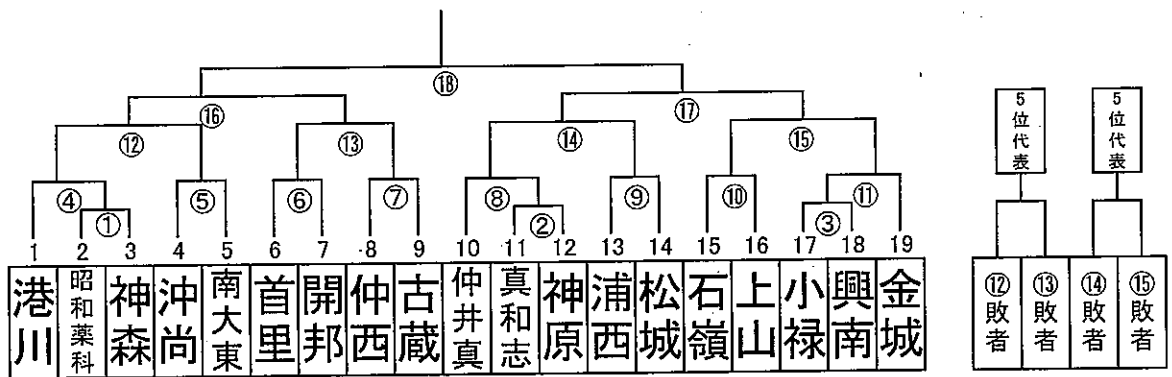 ⑱
⑯ ⑰
5位代表 5位代表
⑫ ⑬ ⑭ ⑮
④ ① ⑤ ⑥ ⑦ ⑧ ② ⑨ ⑩ ③ ⑪
1 2 3 4 5 6 7 8 9 10 11 12 13 14 15 16 17 18 19
港川
昭和薬科
神森
沖尚
南大東
首里
開邦
仲西
古蔵
仲井真
真和志
神原
浦西
松城
石嶺
上山
小禄
興南
金城
⑫敗者
⑬敗者
⑭敗者
⑮敗者